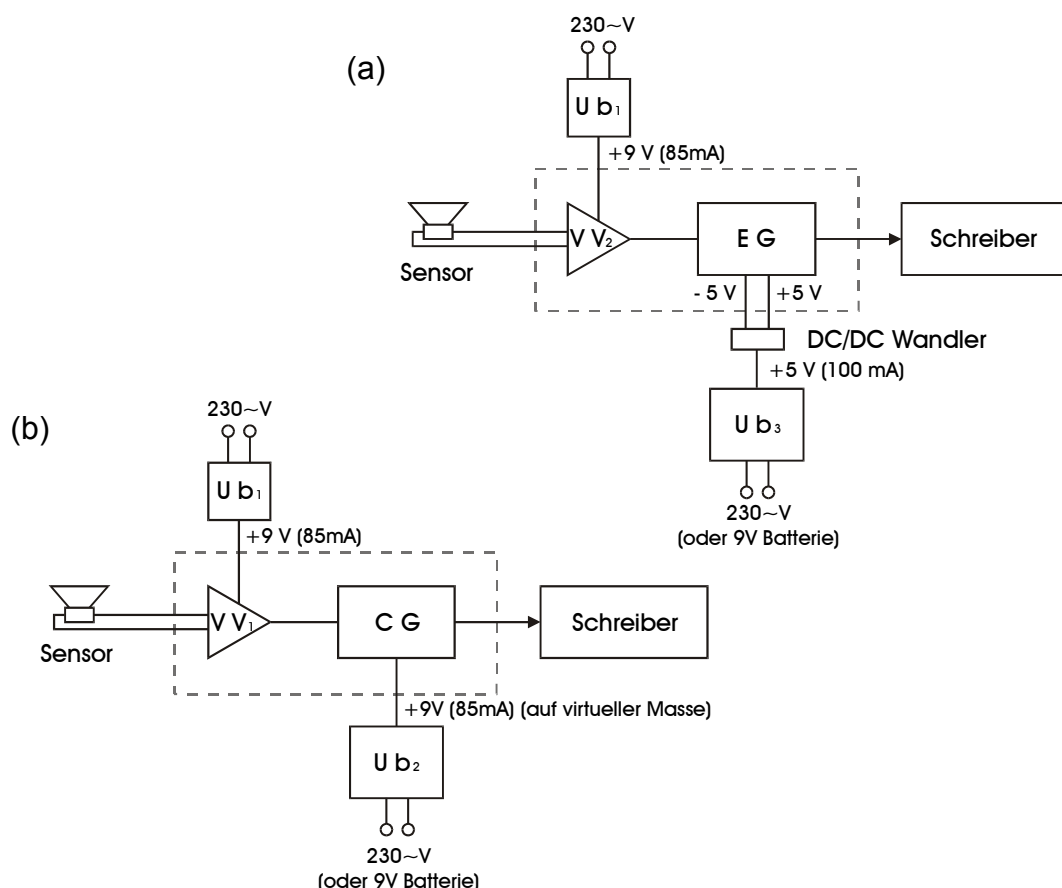 (a)
230~V
U b₁
+9 V (85mA)
V V₂
E G
Schreiber
Sensor
- 5 V
+5 V
DC/DC Wandler
+5 V (100 mA)
U b₃
230~V
(oder 9V Batterie)
(b)
230~V
U b₁
+9 V (85mA)
V V₁
C G
Schreiber
Sensor
+9V (85mA) (auf virtueller Masse)
U b₂
230~V
(oder 9V Batterie)